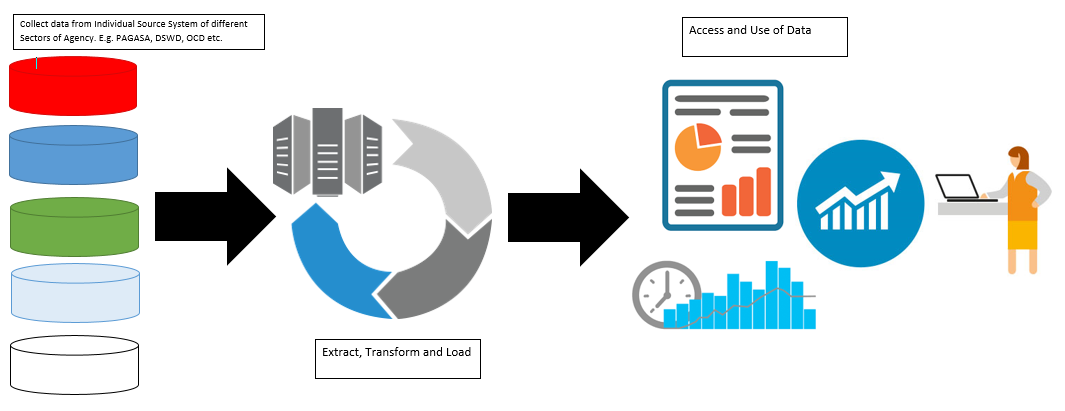 Collect data from Individual Source System of different
Sectors of Agency. E.g. PAGASA, DSWD, OCD etc.
Access and Use of Data
Extract, Transform and Load